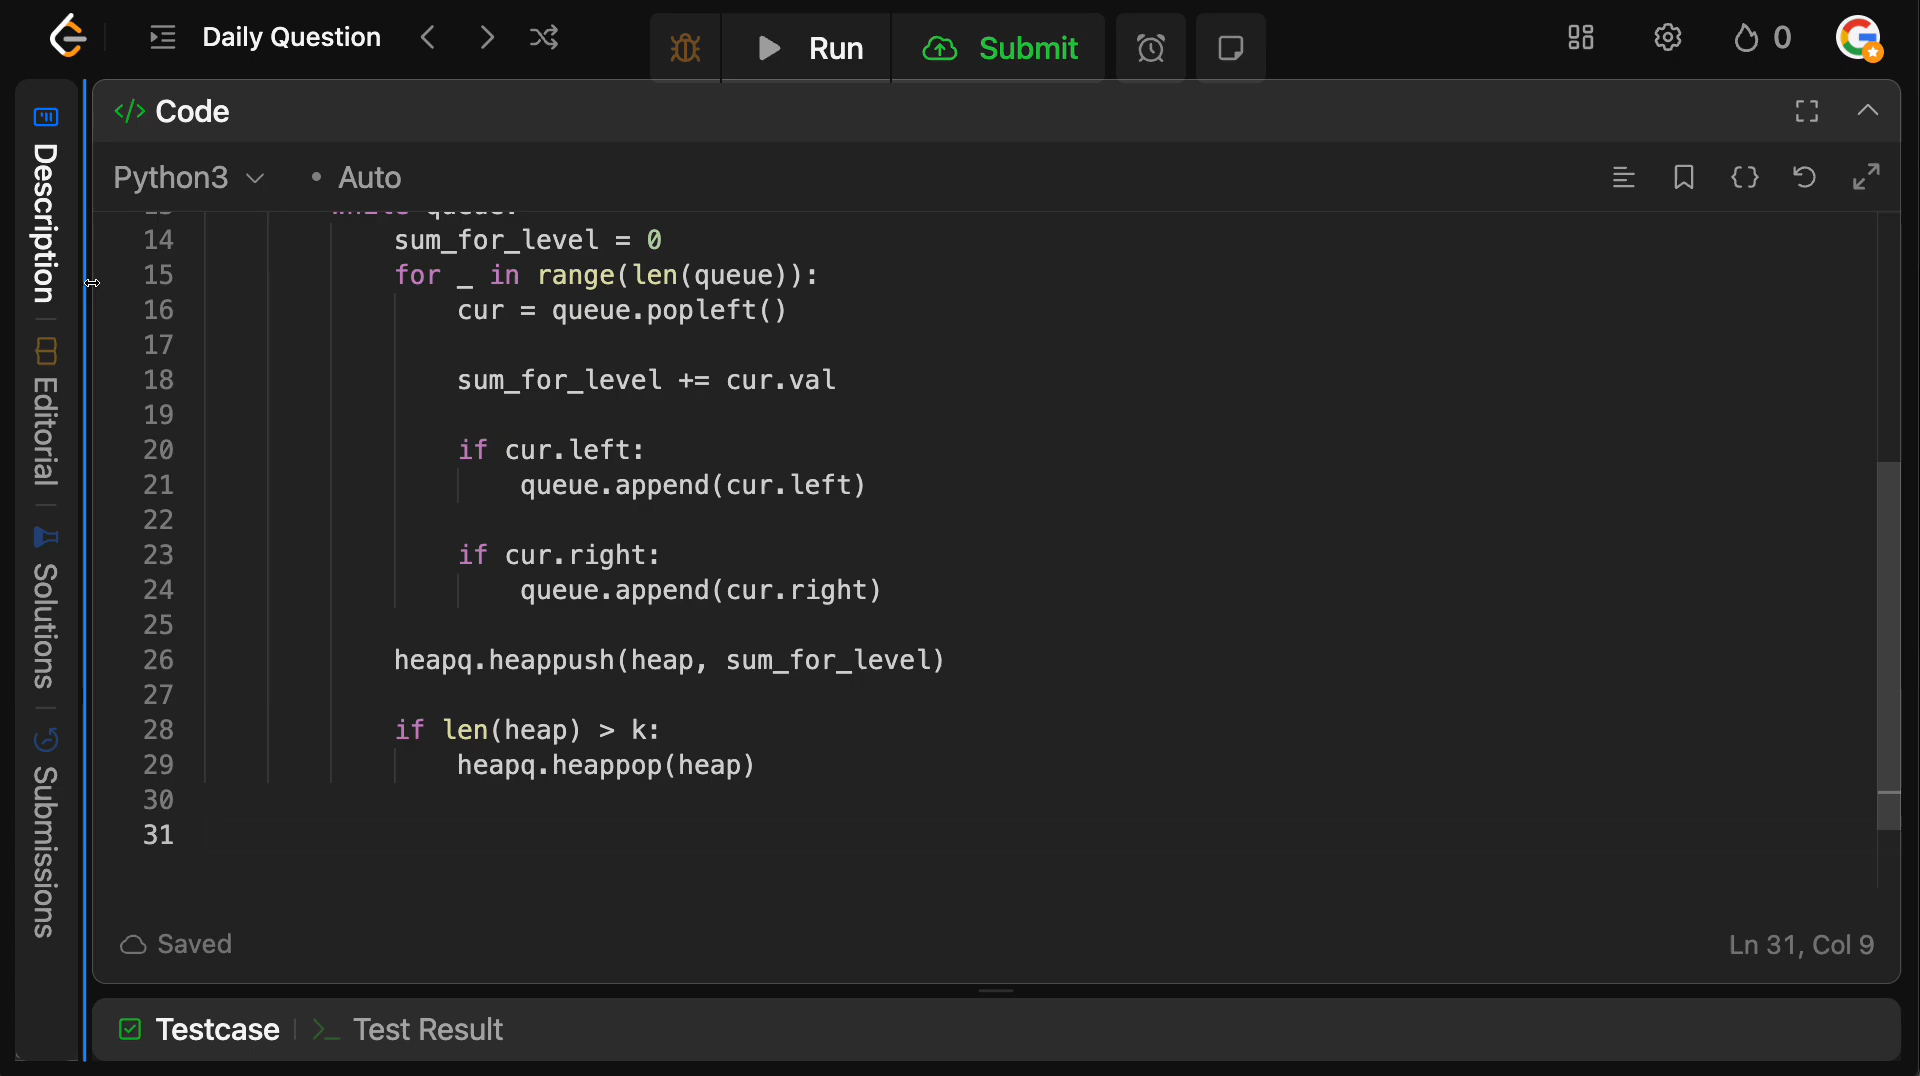 Daily Question
Run
Submit
0
Description
Editorial
Solutions
Submissions
</> Code
Python3
• Auto
14 sum_for_level = 0
15 for _ in range(len(queue)):
16 cur = queue.popleft()
17
18 sum_for_level += cur.val
19
20 if cur.left:
21 queue.append(cur.left)
22
23 if cur.right:
24 queue.append(cur.right)
25
26 heapq.heappush(heap, sum_for_level)
27
28 if len(heap) > k:
29 heapq.heappop(heap)
30
31
Saved
Ln 31, Col 9
Testcase
Test Result